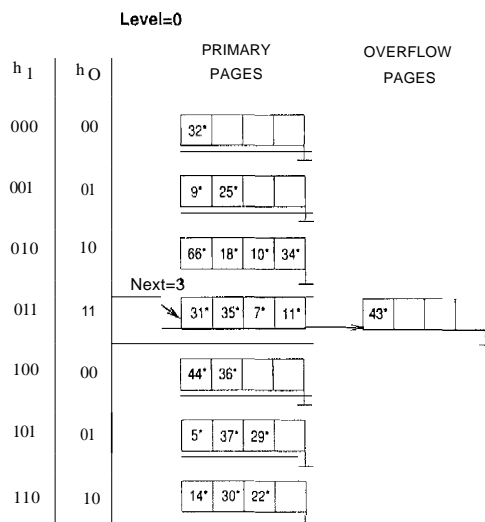 Level=0
h1 hO PRIMARY PAGES OVERFLOW PAGES
000 00 32*
001 01 9* 25*
010 10 66* 18* 10* 34*
Next=3
011 11 31* 35* 7* 11* 43*
100 00 44* 36*
101 01 5* 37* 29*
110 10 14* 30* 22*